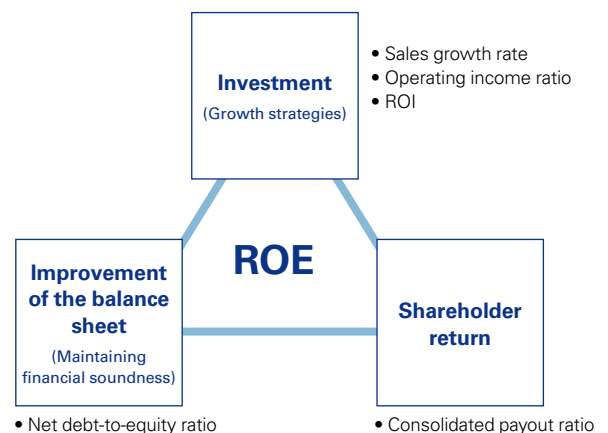 Investment
(Growth strategies)
• Sales growth rate
• Operating income ratio
• ROI
ROE
Improvement
of the balance
sheet
(Maintaining
financial soundness)
• Net debt-to-equity ratio
Shareholder
return
• Consolidated payout ratio